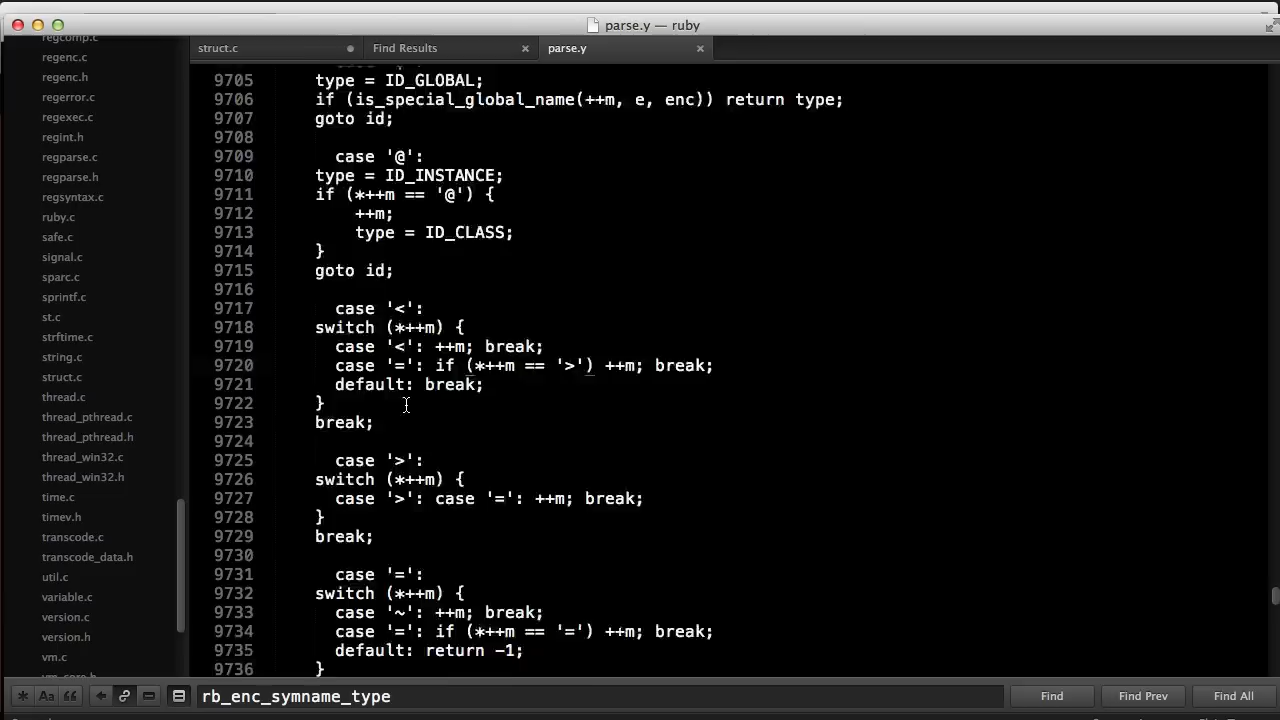 parse.y — ruby
struct.c
Find Results
parse.y
regcomp.c
regenc.c
regenc.h
regerror.c
regexec.c
regint.h
regparse.c
regparse.h
regsyntax.c
ruby.c
safe.c
signal.c
sparc.c
sprintf.c
st.c
strftime.c
string.c
struct.c
thread.c
thread_pthread.c
thread_pthread.h
thread_win32.c
thread_win32.h
time.c
timev.h
transcode.c
transcode_data.h
util.c
variable.c
version.c
version.h
vm.c
9705 type = ID_GLOBAL;
9706 if (is_special_global_name(++m, e, enc)) return type;
9707 goto id;
9708
9709 case '@':
9710 type = ID_INSTANCE;
9711 if (*++m == '@') {
9712 ++m;
9713 type = ID_CLASS;
9714 }
9715 goto id;
9716
9717 case '<':
9718 switch (*++m) {
9719 case '<': ++m; break;
9720 case '=': if (*++m == '>') ++m; break;
9721 default: break;
9722 }
9723 break;
9724
9725 case '>':
9726 switch (*++m) {
9727 case '>': case '=': ++m; break;
9728 }
9729 break;
9730
9731 case '=':
9732 switch (*++m) {
9733 case '~': ++m; break;
9734 case '=': if (*++m == '=') ++m; break;
9735 default: return -1;
9736 }
rb_enc_symname_type
Find
Find Prev
Find All